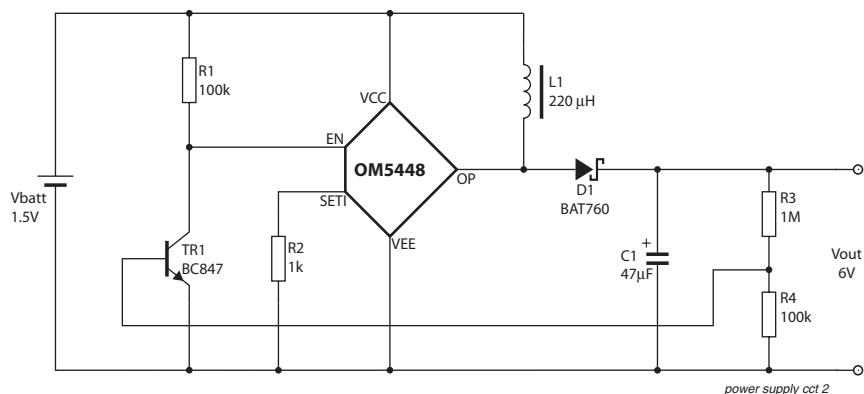 R1
100k
L1
220 µH
VCC
EN
OM5448
OP
SETI
VEE
Vbatt
1.5V
TR1
BC847
R2
1k
D1
BAT760
C1
+
47µF
R3
1M
R4
100k
Vout
6V
power supply cct 2